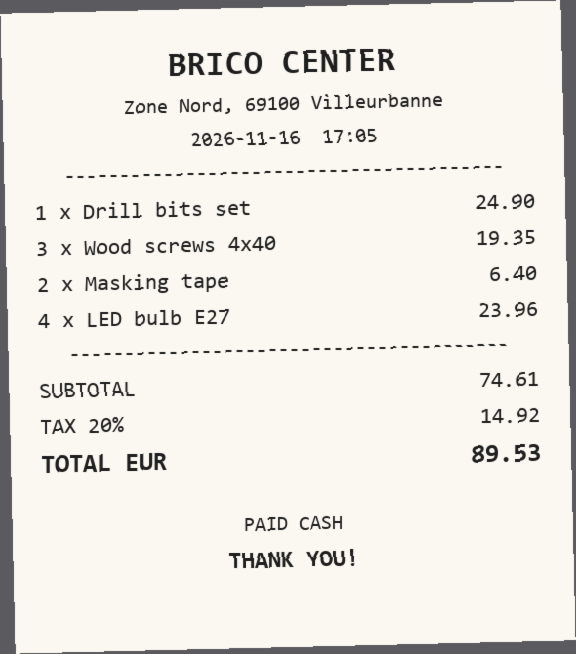 BRICO CENTER
Zone Nord, 69100 Villeurbanne
2026-11-16  17:05
-----------------------------------------
1 x Drill bits set 24.90
3 x Wood screws 4x40 19.35
2 x Masking tape 6.40
4 x LED bulb E27 23.96
-----------------------------------------
SUBTOTAL 74.61
TAX 20% 14.92
TOTAL EUR 89.53
PAID CASH
THANK YOU!